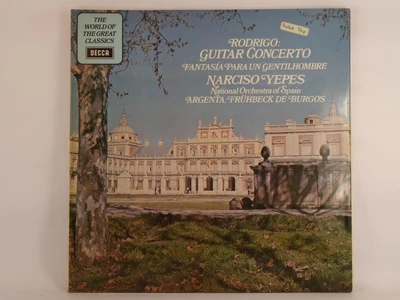 THE
WORLD OF
THE GREAT
CLASSICS
DECCA
RODRIGO:
GUITAR CONCERTO
FANTASÍA PARA UN GENTILHOMBRE
NARCISO YEPES
National Orchestra of Spain
ARGENTA, FRÜHBECK DE BURGOS